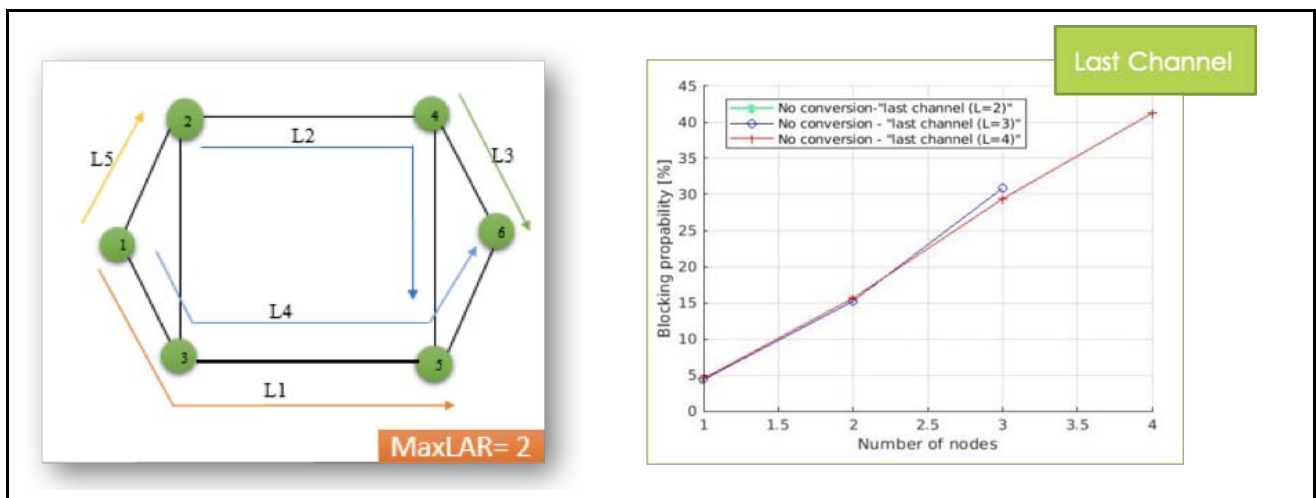 2
4
L2
L5
L3
1
6
L4
3
5
L1
MaxLAR= 2
Last Channel
No conversion-"last channel (L=2)"
No conversion - "last channel (L=3)"
No conversion - "last channel (L=4)"
Blocking propability [%]
45
40
35
30
25
20
15
10
5
0
1 1.5 2 2.5 3 3.5 4
Number of nodes